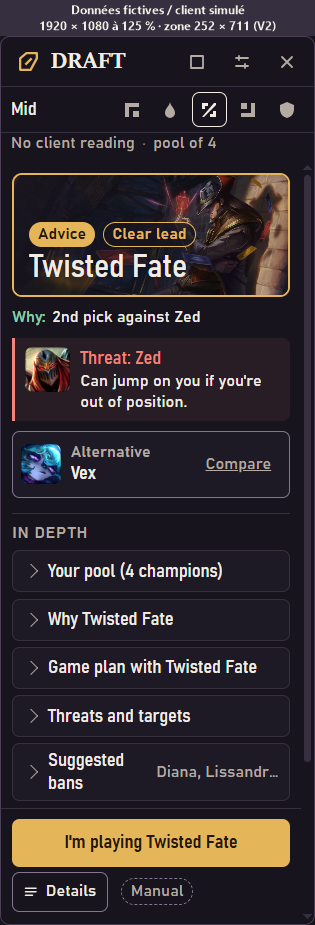 Données fictives / client simulé
1920 × 1080 à 125 % · zone 252 × 711 (V2)
DRAFT
Mid
No client reading · pool of 4
Advice
Clear lead
Twisted Fate
Why: 2nd pick against Zed
Threat: Zed
Can jump on you if you're
out of position.
Alternative
Vex
Compare
IN DEPTH
Your pool (4 champions)
Why Twisted Fate
Game plan with Twisted Fate
Threats and targets
Suggested
bans
Diana, Lissandr...
I'm playing Twisted Fate
Details
Manual